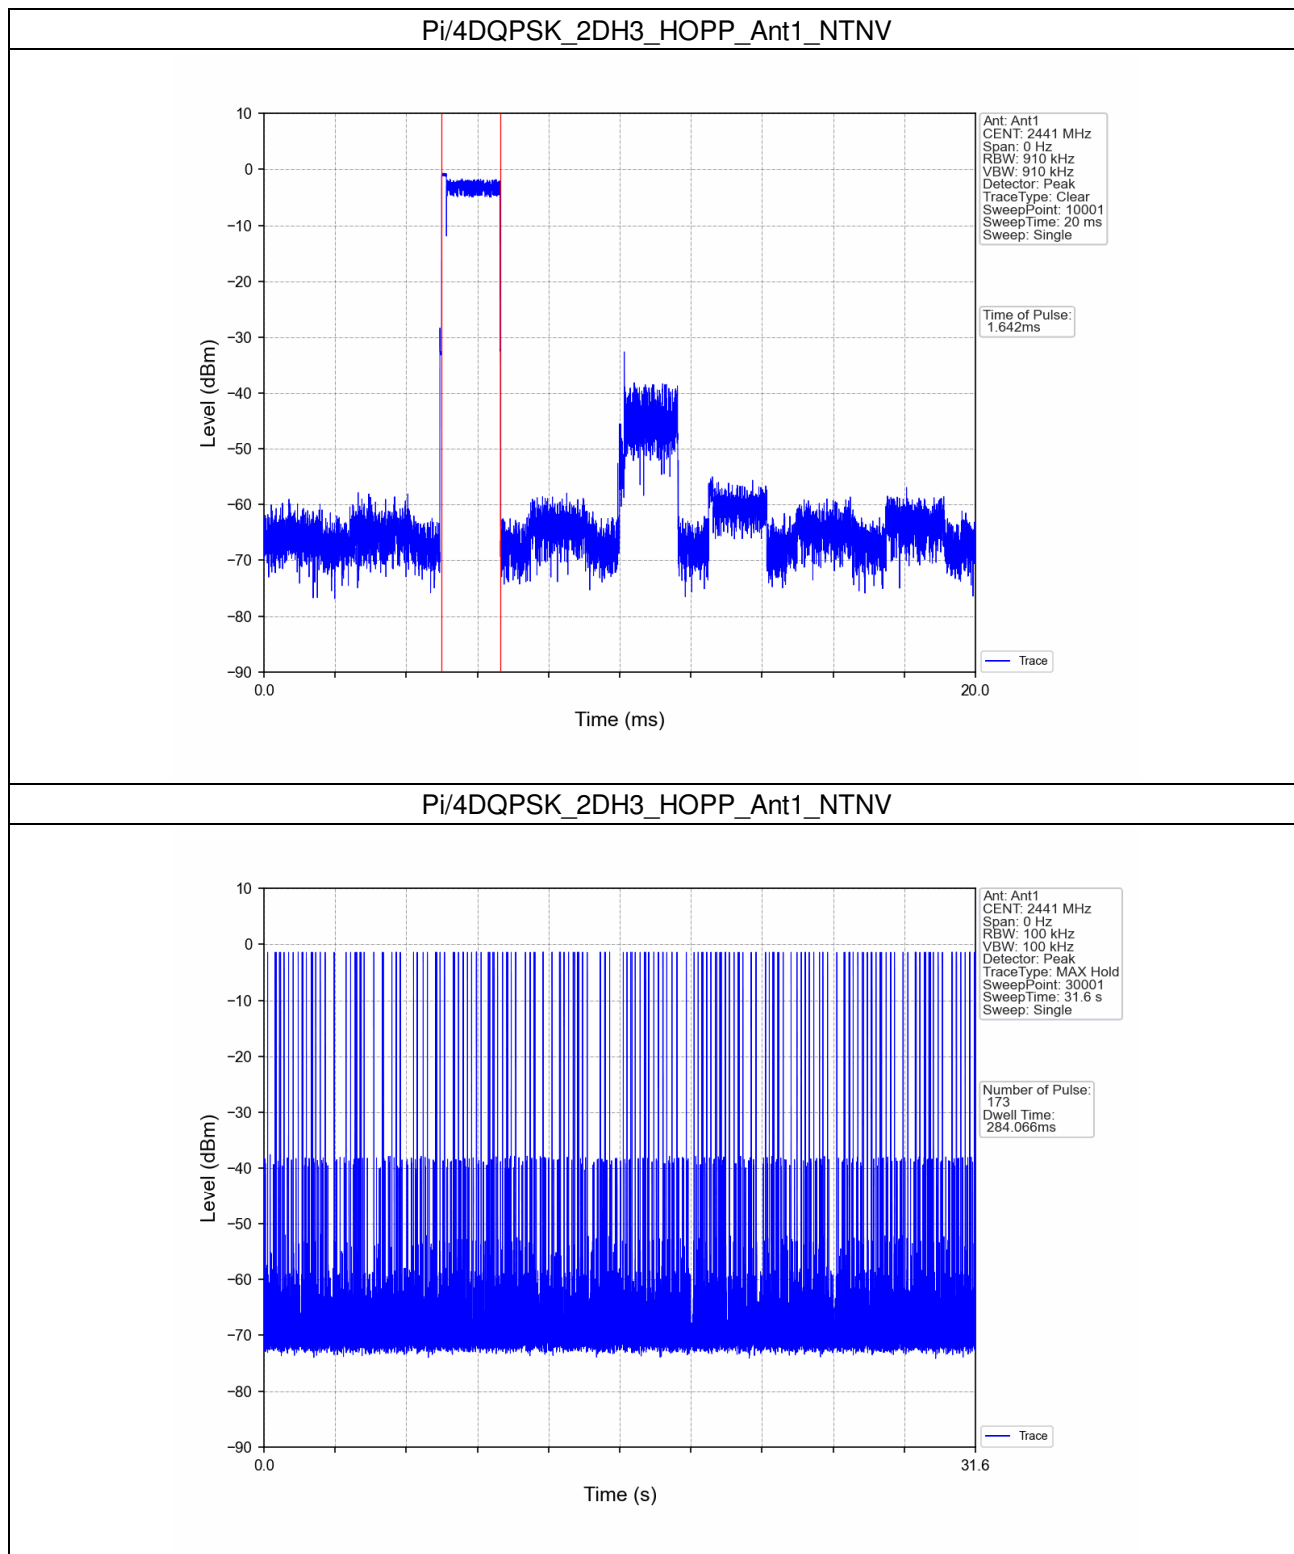 Pi/4DQPSK_2DH3_HOPP_Ant1_NTNV
10
0
−10
−20
−30
−40
−50
−60
−70
−80
−90
Level (dBm)
0.0
20.0
Time (ms)
Ant: Ant1
CENT: 2441 MHz
Span: 0 Hz
RBW: 910 kHz
VBW: 910 kHz
Detector: Peak
TraceType: Clear
SweepPoint: 10001
SweepTime: 20 ms
Sweep: Single
Time of Pulse:
1.642ms
Trace
Pi/4DQPSK_2DH3_HOPP_Ant1_NTNV
10
0
−10
−20
−30
−40
−50
−60
−70
−80
−90
Level (dBm)
0.0
31.6
Time (s)
Ant: Ant1
CENT: 2441 MHz
Span: 0 Hz
RBW: 100 kHz
VBW: 100 kHz
Detector: Peak
TraceType: MAX Hold
SweepPoint: 30001
SweepTime: 31.6 s
Sweep: Single
Number of Pulse:
173
Dwell Time:
284.066ms
Trace